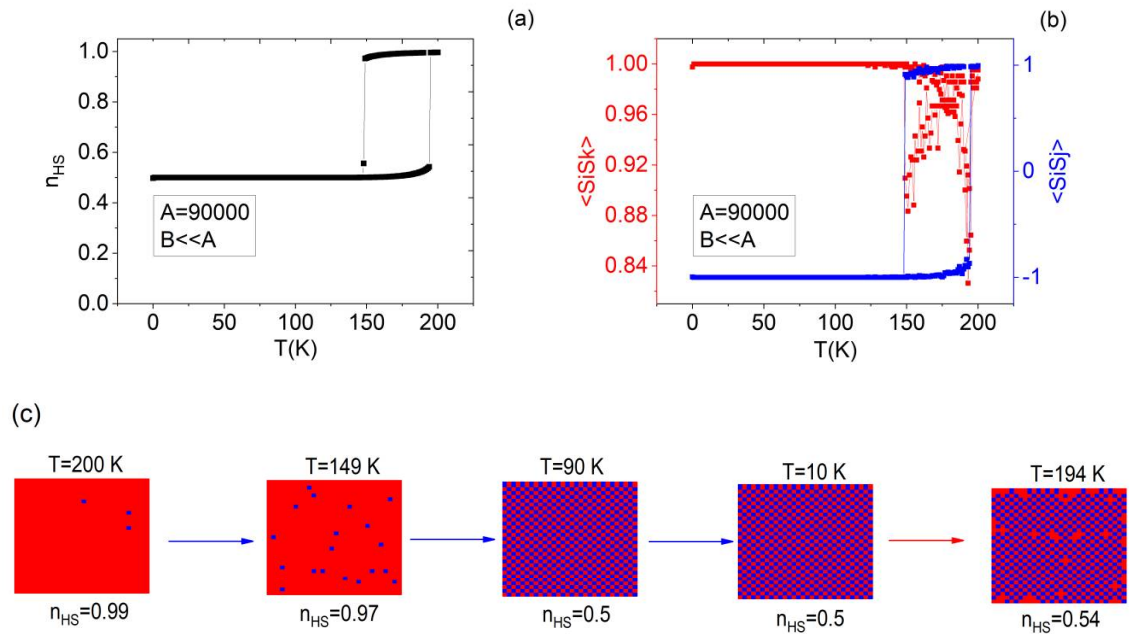 (a)
1.0
0.8
0.6
0.4
0.2
0.0
nHS
A=90000
B<<A
0 50 100 150 200
T(K)
(b)
1.00
0.96
0.92
0.88
0.84
<SiSk>
A=90000
B<<A
1
0
-1
<SiSj>
0 50 100 150 200
T(K)
(c)
T=200 K T=149 K T=90 K T=10 K T=194 K
nHS=0.99 nHS=0.97 nHS=0.5 nHS=0.5 nHS=0.54